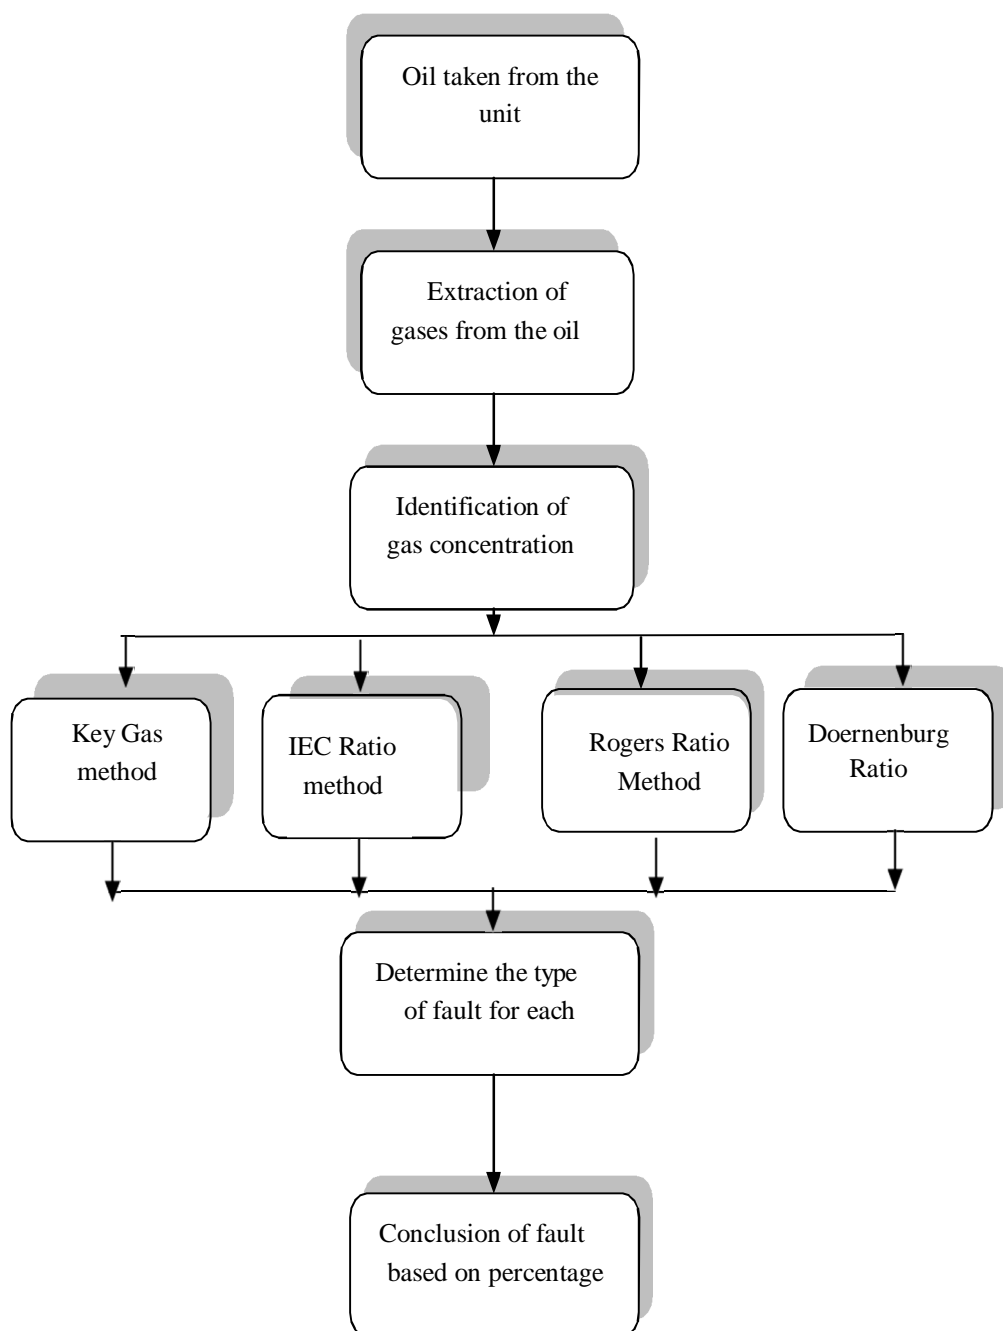 Oil taken from the
unit
Extraction of
gases from the oil
Identification of
gas concentration
Key Gas
method
IEC Ratio
method
Rogers Ratio
Method
Doernenburg
Ratio
Determine the type
of fault for each
Conclusion of fault
based on percentage